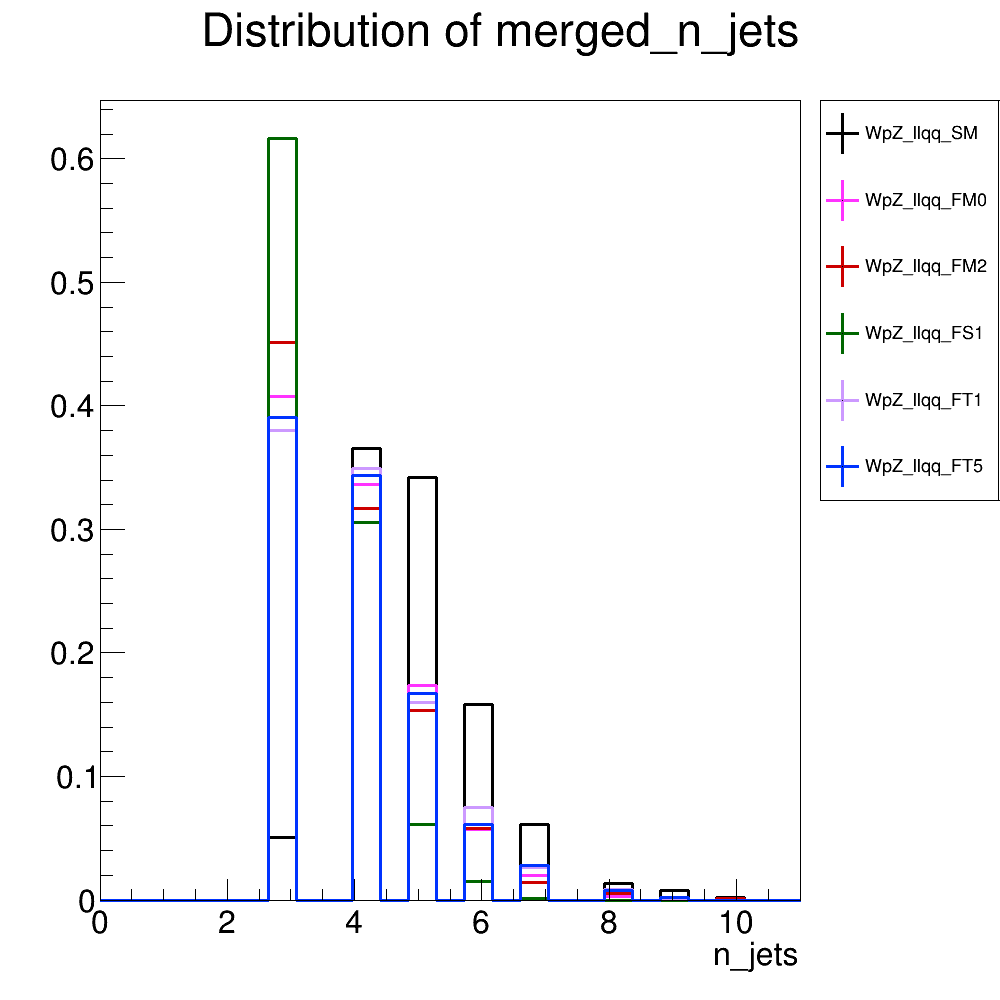 Distribution of merged_n_jets
WpZ_llqq_SM
WpZ_llqq_FM0
WpZ_llqq_FM2
WpZ_llqq_FS1
WpZ_llqq_FT1
WpZ_llqq_FT5
0.6
0.5
0.4
0.3
0.2
0.1
0
0 2 4 6 8 10
n_jets